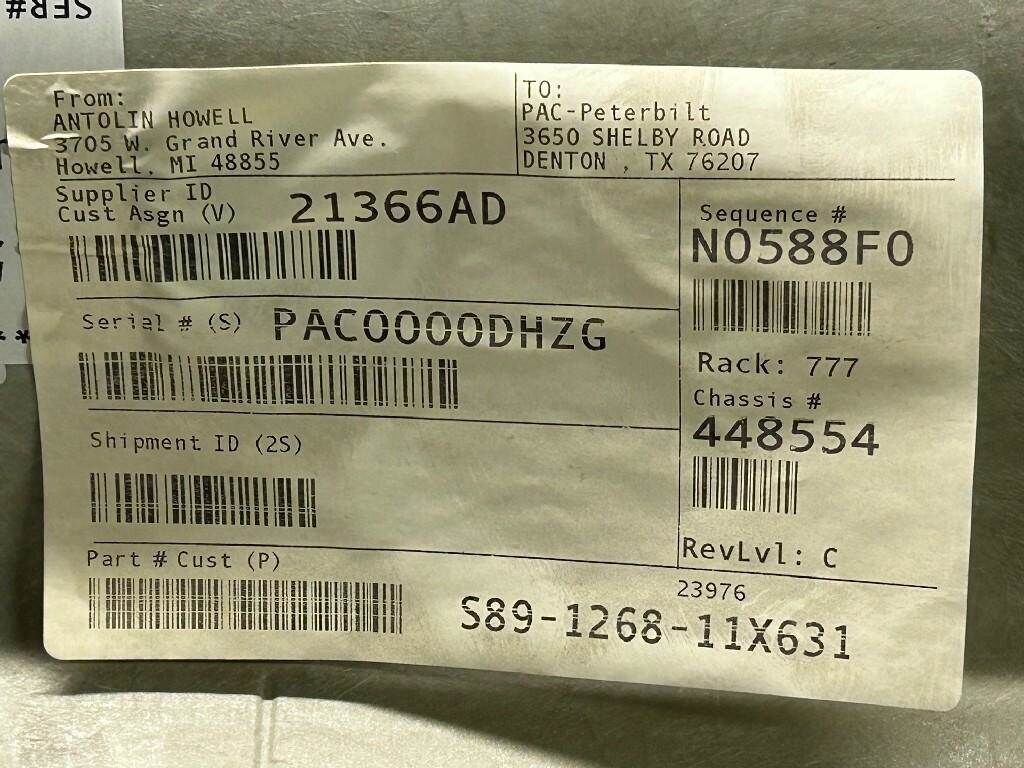 SER#
From:
ANTOLIN HOWELL
3705 W. Grand River Ave.
Howell, MI 48855
TO:
PAC-Peterbilt
3650 SHELBY ROAD
DENTON , TX 76207
Supplier ID
Cust Asgn (V)
21366AD
Sequence #
N0588F0
Serial # (S)
PAC0000DHZG
Rack: 777
Chassis #
448554
Shipment ID (2S)
RevLvl: C
Part # Cust (P)
23976
S89-1268-11X631